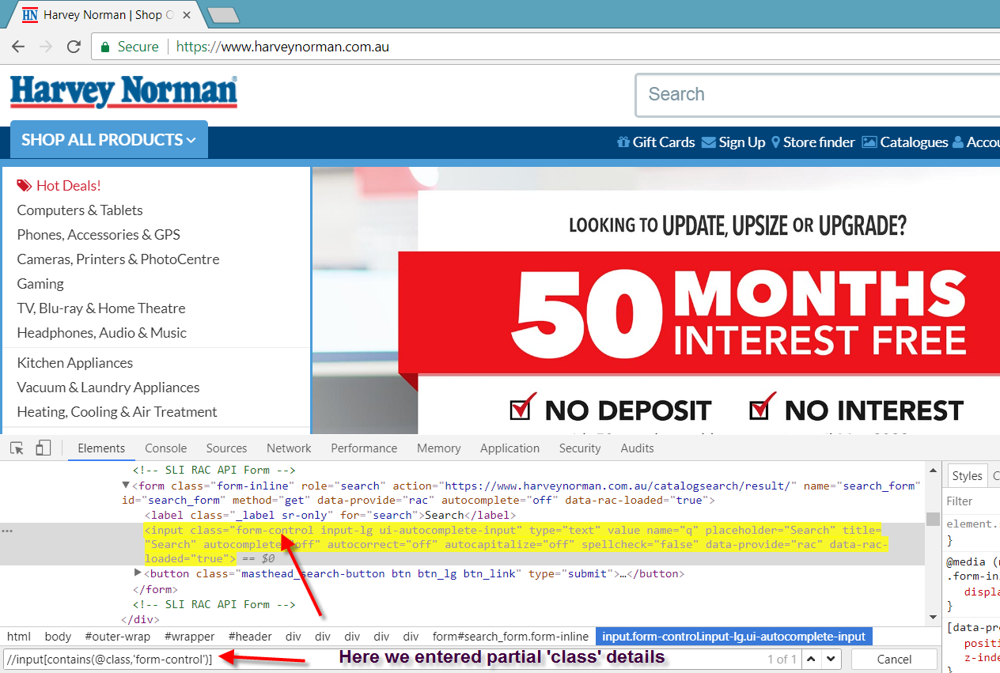 HN Harvey Norman | Shop O
Secure https://www.harveynorman.com.au
Harvey Norman®
Search
SHOP ALL PRODUCTS
Gift Cards Sign Up Store finder Catalogues Accou
Hot Deals!
Computers & Tablets
Phones, Accessories & GPS
Cameras, Printers & PhotoCentre
Gaming
TV, Blu-ray & Home Theatre
Headphones, Audio & Music
Kitchen Appliances
Vacuum & Laundry Appliances
Heating, Cooling & Air Treatment
LOOKING TO UPDATE, UPSIZE OR UPGRADE?
50 MONTHS
INTEREST FREE
NO DEPOSIT NO INTEREST
Elements Console Sources Network Performance Memory Application Security Audits
<!-- SLI RAC API Form -->
<form class="form-inline" role="search" action="https://www.harveynorman.com.au/catalogsearch/result/" name="search_form"
id="search_form" method="get" data-provide="rac" autocomplete="off" data-rac-loaded="true">
<label class="_label sr-only" for="search">Search</label>
<input class="form-control input-lg ui-autocomplete-input" type="text" value name="q" placeholder="Search" title=
"Search" autocomplete="off" autocorrect="off" autocapitalize="off" spellcheck="false" data-provide="rac" data-rac-
loaded="true"> == $0
<button class="masthead_search-button btn btn_lg btn_link" type="submit">…</button>
</form>
<!-- SLI RAC API Form -->
</div>
Styles C
Filter
element.s
}
@media (m
.form-inl
displa
}
[data-pro
positi
z-inde
}
html body #outer-wrap #wrapper #header div div div div div form#search_form.form-inline input.form-control.input-lg.ui-autocomplete-input
//input[contains(@class,'form-control')] Here we entered partial 'class' details 1 of 1 Cancel